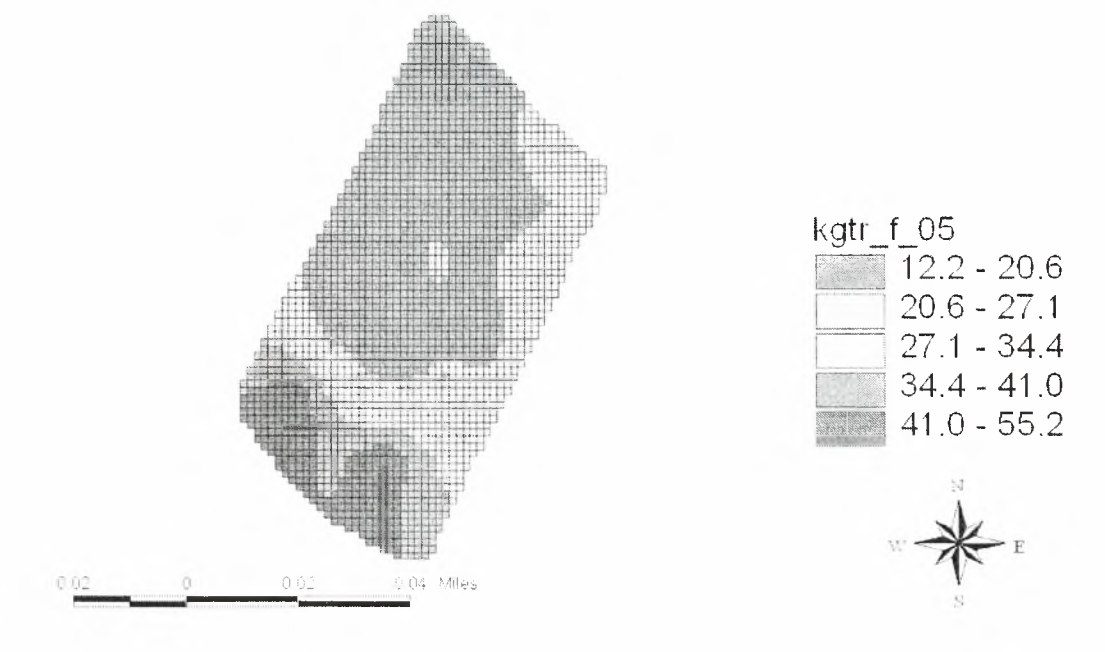 kgtr_f_05
12.2 - 20.6
20.6 - 27.1
27.1 - 34.4
34.4 - 41.0
41.0 - 55.2
N
W E
S
0.02 0 0.02 0.04 Miles